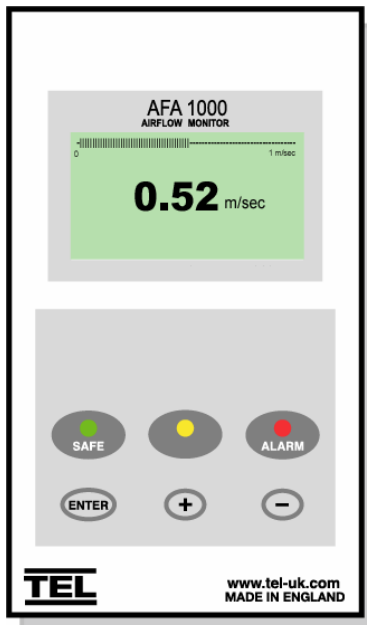 AFA 1000
AIRFLOW MONITOR
0 1 m/sec
0.52 m/sec
SAFE ALARM
ENTER + −
TEL www.tel-uk.com
MADE IN ENGLAND